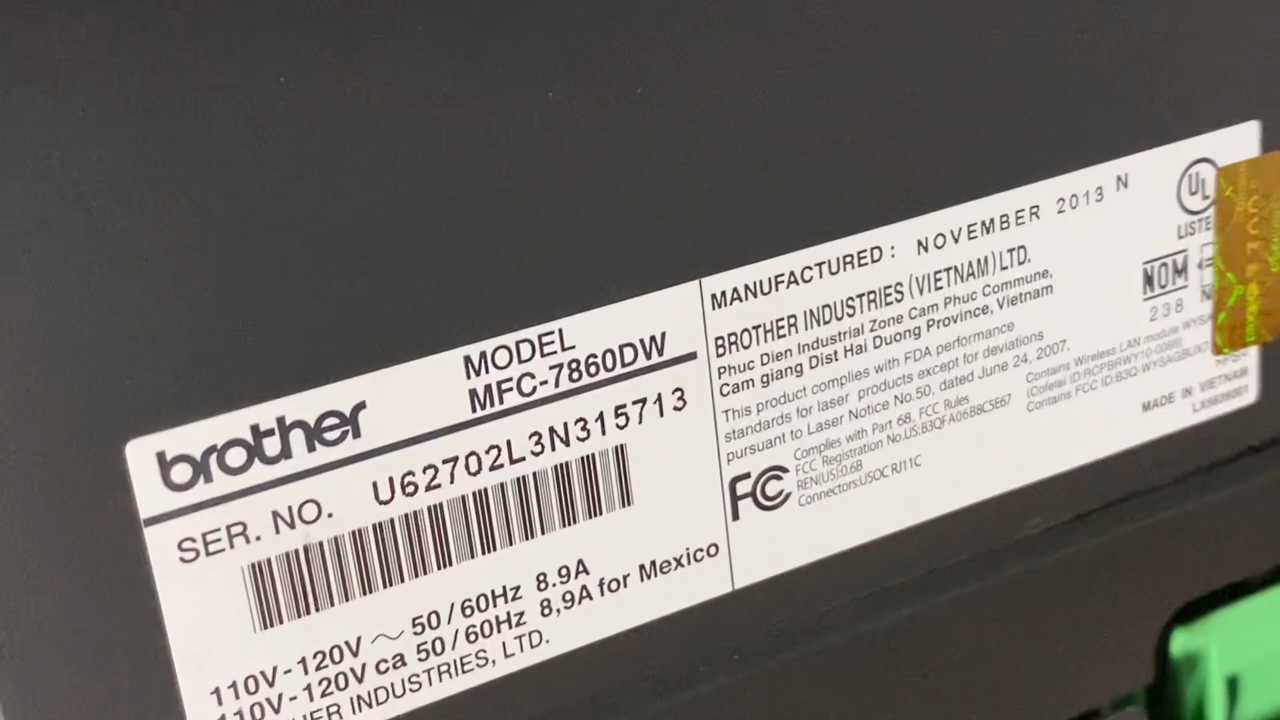 brother
MODEL
MFC-7860DW
SER. NO. U62702L3N315713
110V-120V ~ 50/60Hz 8.9A
110V-120V ca 50/60Hz 8,9A for Mexico
INDUSTRIES, LTD.
MANUFACTURED: NOVEMBER 2013 N
BROTHER INDUSTRIES (VIETNAM) LTD.
Phuc Dien Industrial Zone Cam Phuc Commune,
Cam giang Dist Hai Duong Province, Vietnam
This product complies with FDA performance
standards for laser products except for deviations
pursuant to Laser Notice No.50, dated June 24, 2007.
FC
Complies with Part 68, FCC Rules
FCC Registration No.US:B3QFA06B8C5E67
REN(US):0.6B
Connectors:USOC RJ11C
UL
LISTE
NOM
238
Contains Wireless LAN module
Contains FCC ID:
MADE IN VIETNAM